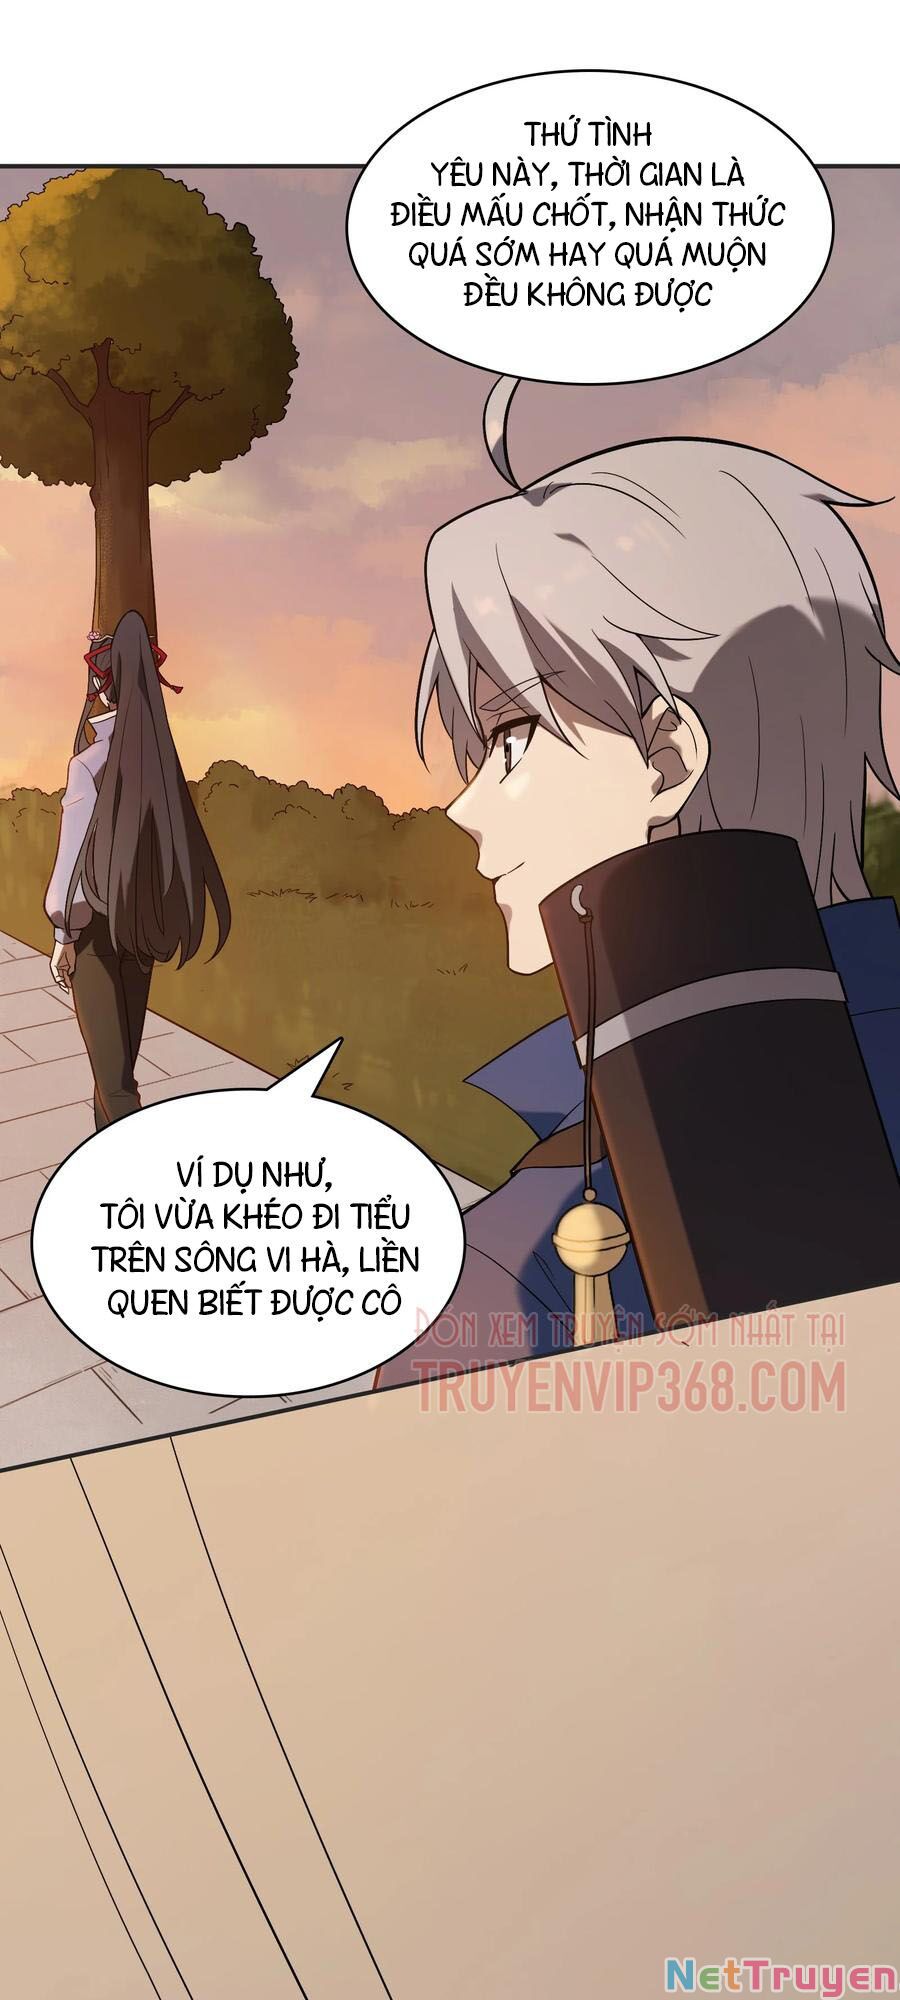 THỨ TÌNH
YÊU NÀY, THỜI GIAN LÀ
ĐIỀU MẤU CHỐT, NHẬN THỨC
QUÁ SỚM HAY QUÁ MUỘN
ĐỀU KHÔNG ĐƯỢC
VÍ DỤ NHƯ,
TÔI VỪA KHÉO ĐI TIỂU
TRÊN SÔNG VI HÀ, LIỀN
QUEN BIẾT ĐƯỢC CÔ
ĐÓN XEM TRUYỆN SỚM NHẤT TẠI
TRUYENVIP368.COM
NetTruyen